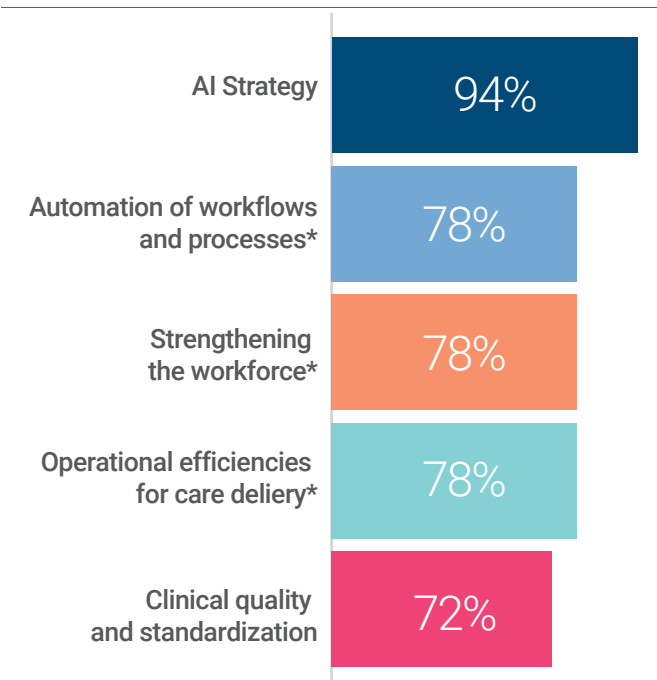 AI Strategy
94%
Automation of workflows
and processes*
78%
Strengthening
the workforce*
78%
Operational efficiencies
for care deliery*
78%
Clinical quality
and standardization
72%